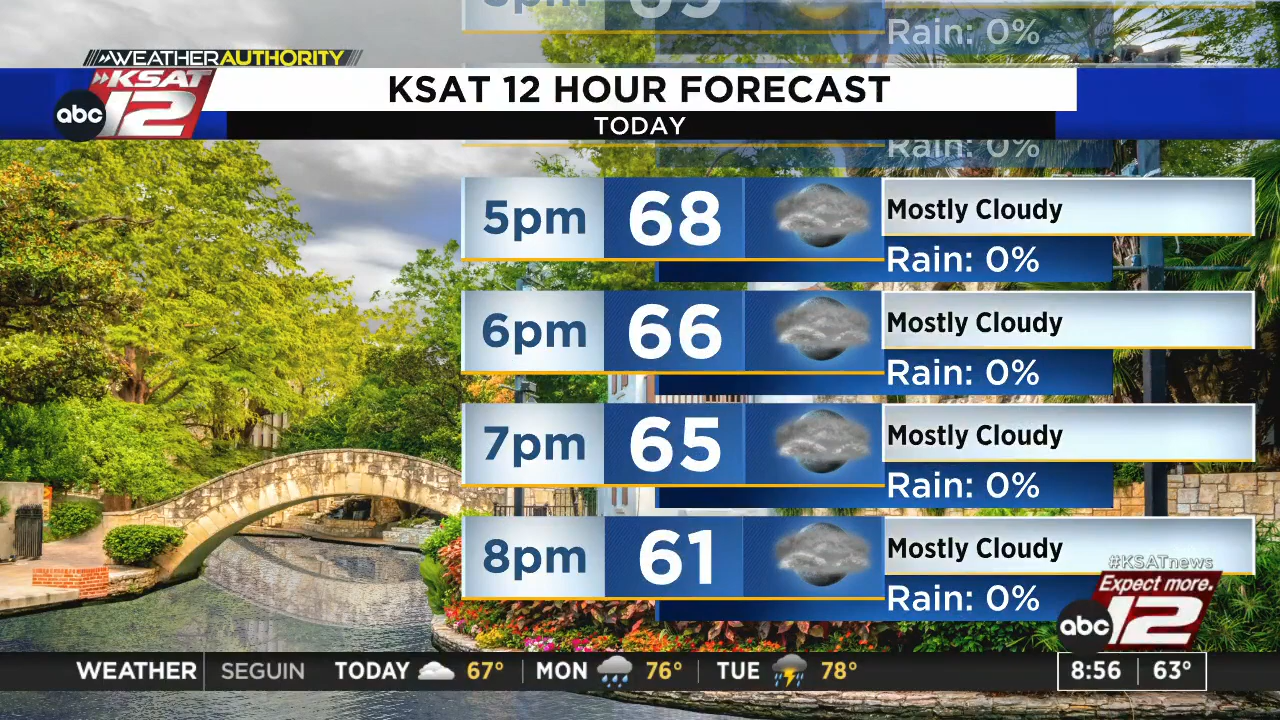 Rain: 0%
WEATHERAUTHORITY
KSAT
abc 12
KSAT 12 HOUR FORECAST
TODAY
Rain: 0%
5pm 68 Mostly Cloudy
Rain: 0%
6pm 66 Mostly Cloudy
Rain: 0%
7pm 65 Mostly Cloudy
Rain: 0%
8pm 61 Mostly Cloudy
Rain: 0%
#KSATnews
Expect more.
abc 12
WEATHER SEGUIN TODAY 67° MON 76° TUE 78° 8:56 63°